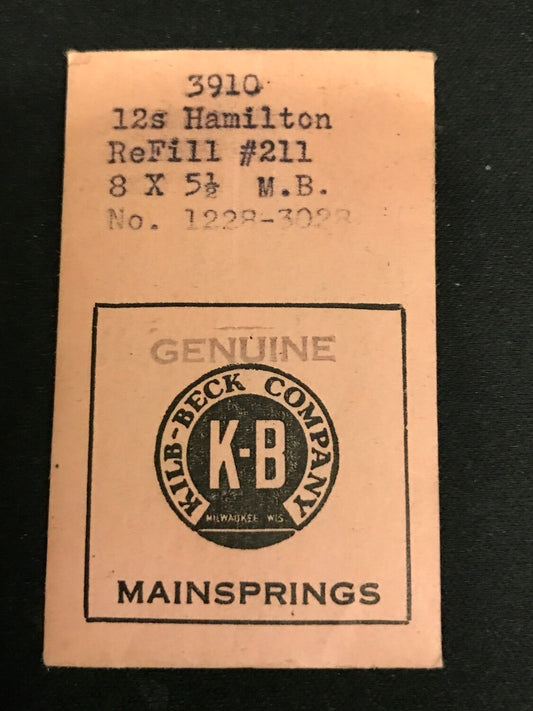 3910
12s Hamilton
ReFill #211
8 X 5½ M.B.
No. 1228-3028
GENUINE
KILB-BECK COMPANY
K-B
MILWAUKEE WIS.
MAINSPRINGS